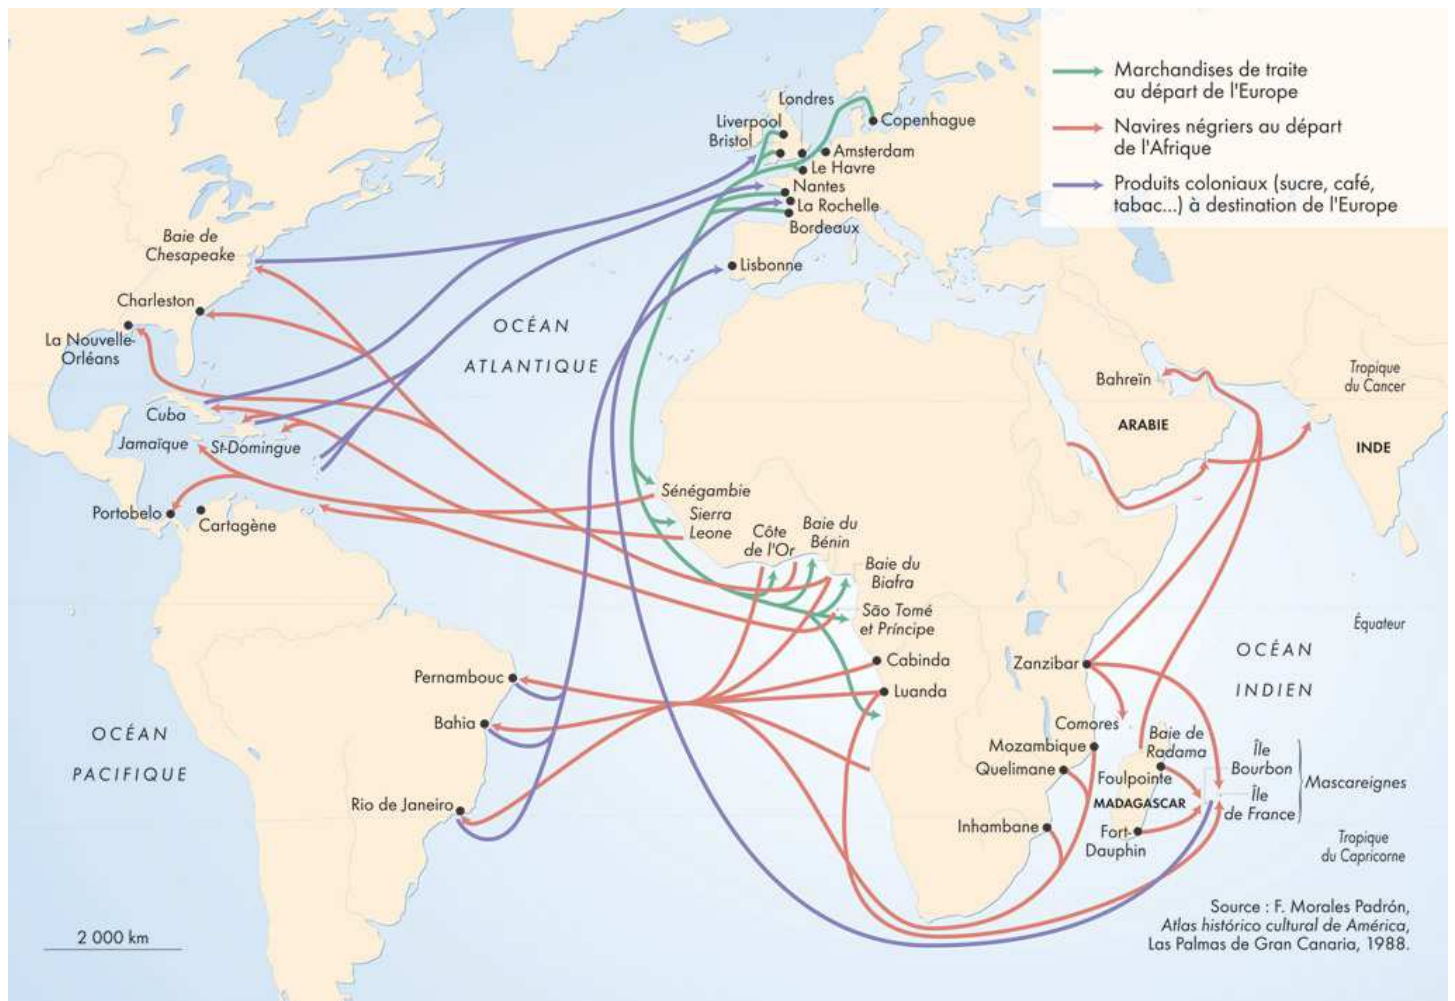 Marchandises de traite
au départ de l'Europe
Navires négriers au départ
de l'Afrique
Produits coloniaux (sucre, café,
tabac...) à destination de l'Europe
Londres
Liverpool
Bristol
Copenhague
Amsterdam
Le Havre
Nantes
La Rochelle
Bordeaux
Lisbonne
Baie de
Chesapeake
Charleston
La Nouvelle-
Orléans
OCÉAN
ATLANTIQUE
Cuba
Jamaïque
St-Domingue
Portobelo
Cartagène
Bahreïn
ARABIE
Tropique
du Cancer
INDE
Sénégambie
Sierra
Leone
Côte
de l'Or
Baie du
Bénin
Baie du
Biafra
São Tomé
et Príncipe
Équateur
Cabinda
Luanda
Zanzibar
OCÉAN
INDIEN
Pernambouc
Bahia
Rio de Janeiro
OCÉAN
PACIFIQUE
Comores
Mozambique
Quelimane
Inhambane
Baie de
Radama
Foulpointe
MADAGASCAR
Fort-
Dauphin
Île
Bourbon
Île
de France
Mascareignes
Tropique
du Capricorne
2 000 km
Source : F. Morales Padrón,
Atlas histórico cultural de América,
Las Palmas de Gran Canaria, 1988.